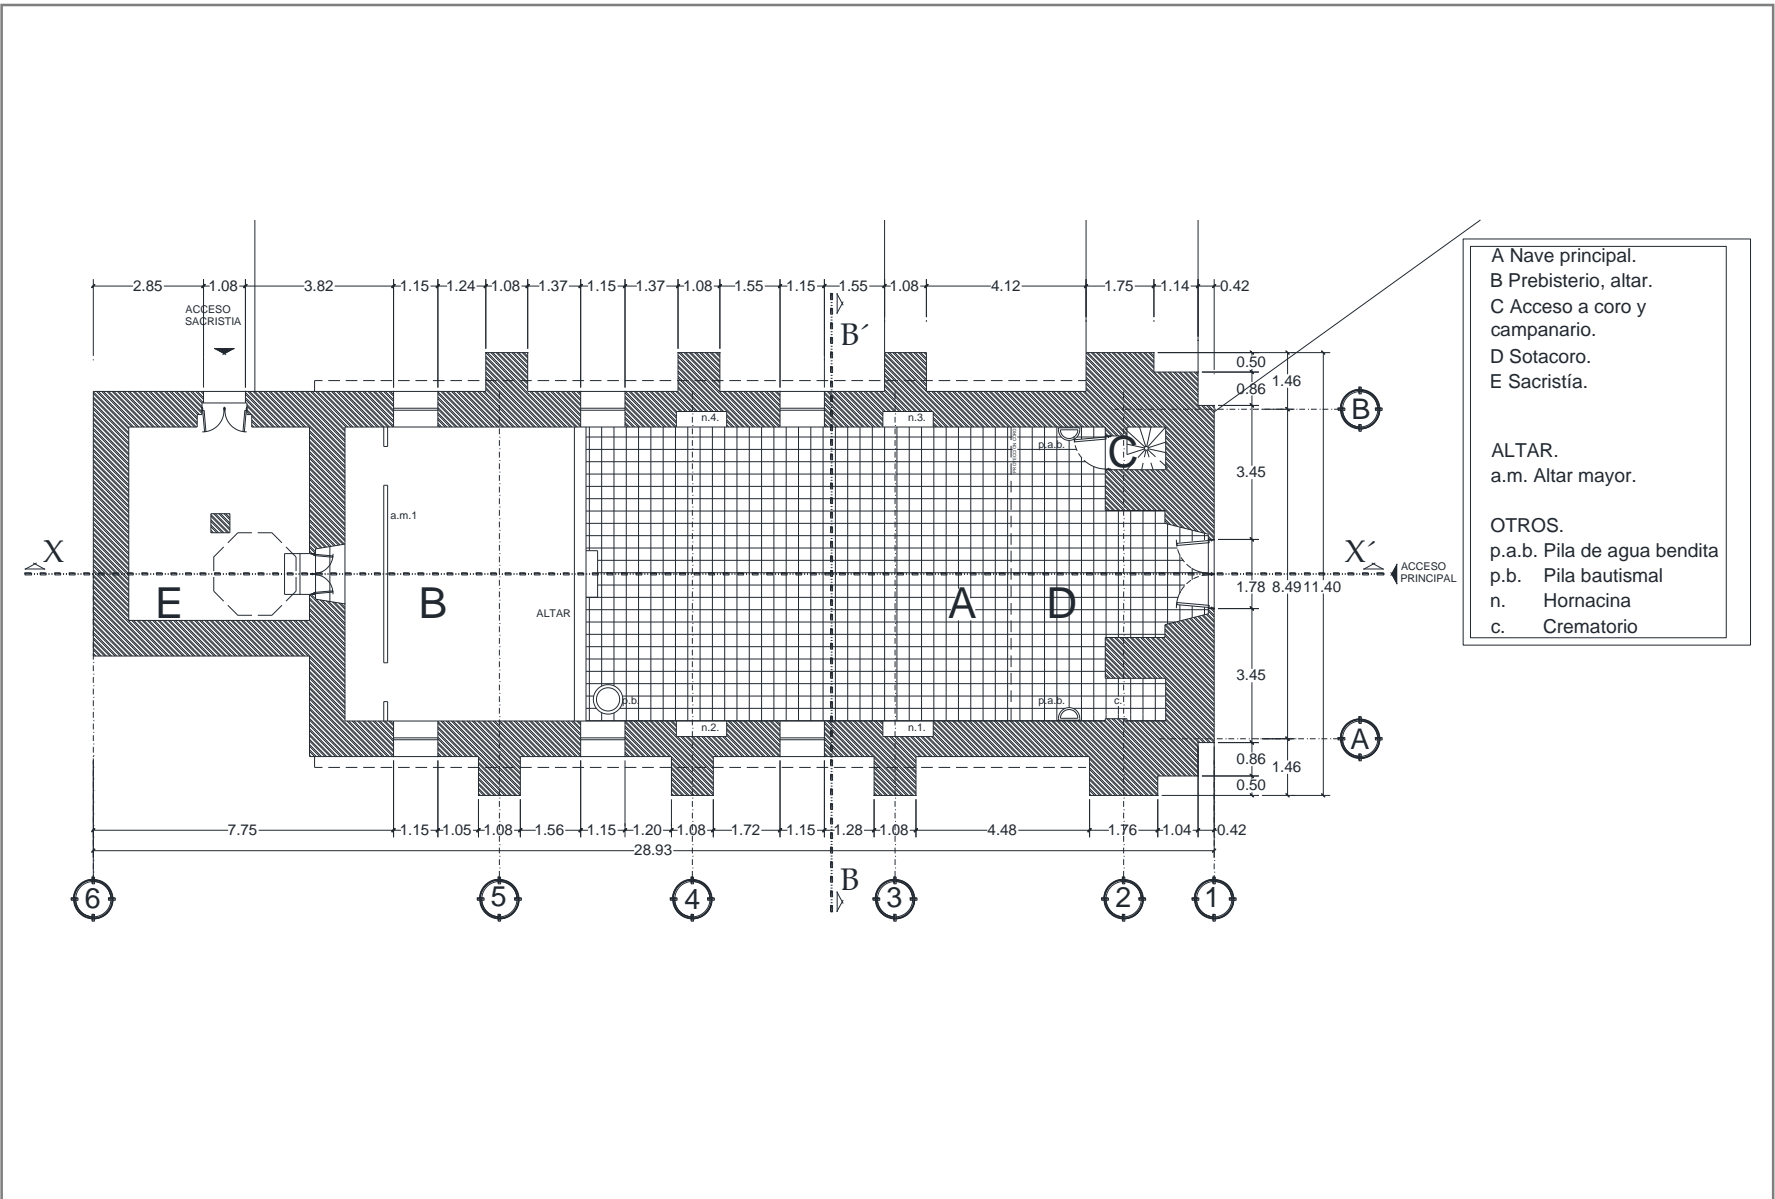 2.85 1.08 3.82 1.15 1.24 1.08 1.37 1.15 1.37 1.08 1.55 1.15 1.55 1.08 4.12 1.75 1.14 0.42
ACCESO
SACRISTIA
B´
0.50
0.86
1.46
B
n.4.
n.3.
p.a.b.
C
3.45
a.m.1
X
X´
ACCESO
PRINCIPAL
1.78 8.49 11.40
E
B
ALTAR
A
D
3.45
p.b.
p.a.b.
c.
n.2.
n.1.
A
0.86
1.46
0.50
7.75 1.15 1.05 1.08 1.56 1.15 1.20 1.08 1.72 1.15 1.28 1.08 4.48 1.76 1.04 0.42
28.93
B
6 5 4 3 2 1
A Nave principal.
B Prebisterio, altar.
C Acceso a coro y
campanario.
D Sotacoro.
E Sacristía.
ALTAR.
a.m. Altar mayor.
OTROS.
p.a.b. Pila de agua bendita
p.b. Pila bautismal
n. Hornacina
c. Crematorio